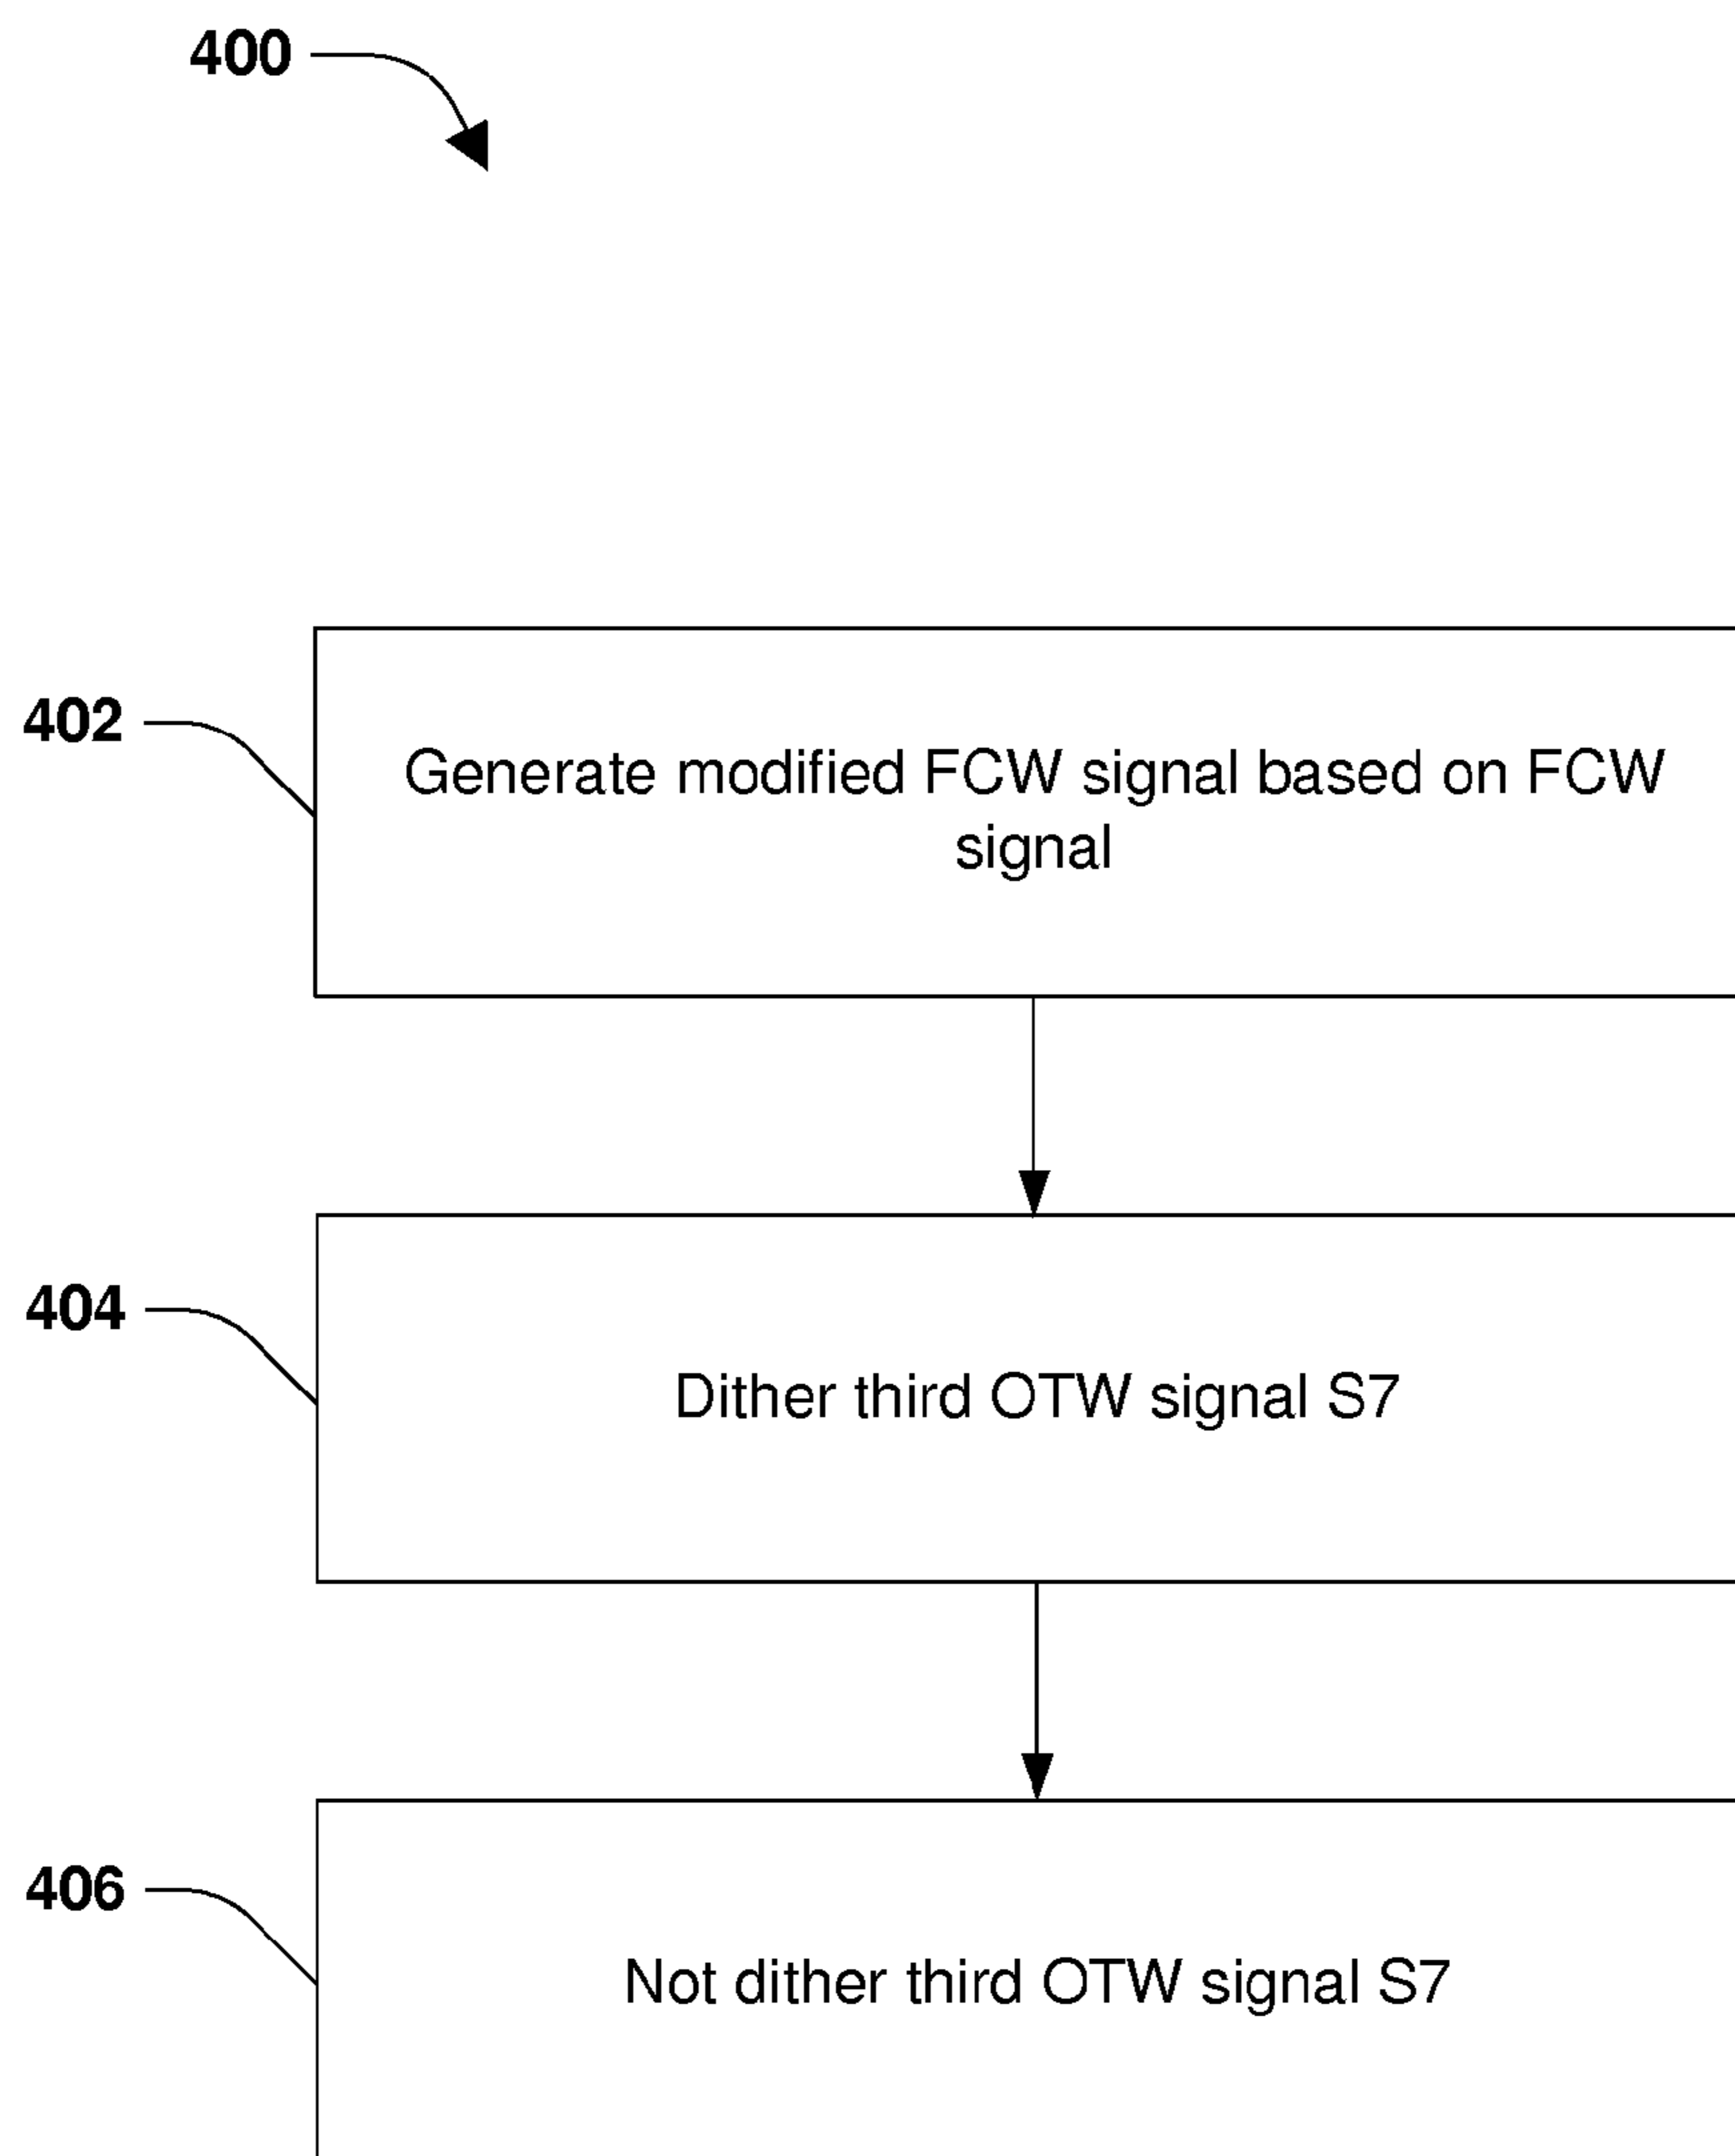 400
402
Generate modified FCW signal based on FCW
signal
404
Dither third OTW signal S7
406
Not dither third OTW signal S7